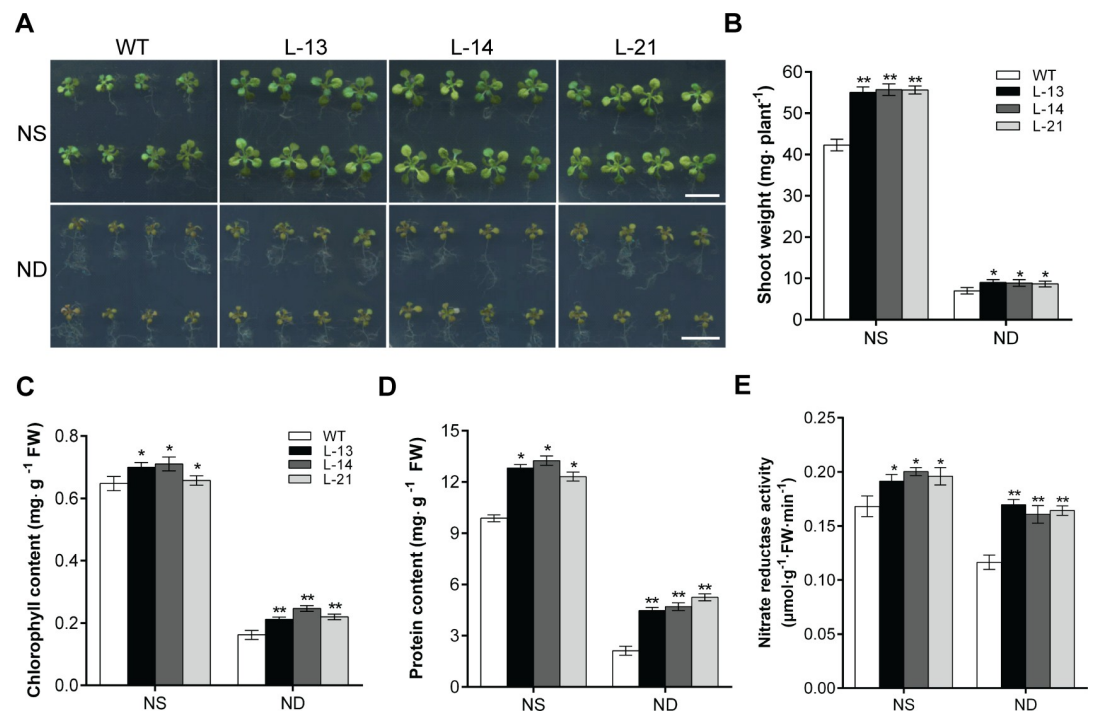 A
WT L-13 L-14 L-21
NS
ND
B
Shoot weight (mg· plant-1)
60
50
40
30
20
10
0
** ** **
* * *
NS ND
WT
L-13
L-14
L-21
C
Chlorophyll content (mg· g -1 FW)
0.8
0.6
0.4
0.2
0.0
* * *
** ** **
NS ND
WT
L-13
L-14
L-21
D
Protein content (mg· g -1 FW)
15
12
9
6
3
0
* * *
** ** **
NS ND
E
Nitrate reductase activity
(μmol·g-1·FW·min-1)
0.25
0.20
0.15
0.10
0.05
0.00
* * *
** ** **
NS ND